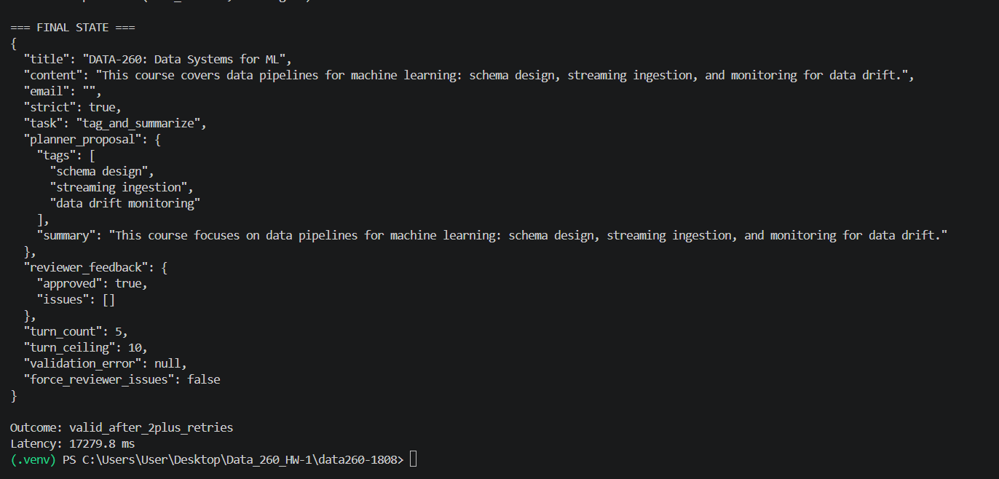 === FINAL STATE ===
{
  "title": "DATA-260: Data Systems for ML",
  "content": "This course covers data pipelines for machine learning: schema design, streaming ingestion, and monitoring for data drift.",
  "email": "",
  "strict": true,
  "task": "tag_and_summarize",
  "planner_proposal": {
    "tags": [
      "schema design",
      "streaming ingestion",
      "data drift monitoring"
    ],
    "summary": "This course focuses on data pipelines for machine learning: schema design, streaming ingestion, and monitoring for data drift."
  },
  "reviewer_feedback": {
    "approved": true,
    "issues": []
  },
  "turn_count": 5,
  "turn_ceiling": 10,
  "validation_error": null,
  "force_reviewer_issues": false
}
Outcome: valid_after_2plus_retries
Latency: 17279.8 ms
(.venv) PS C:\Users\User\Desktop\Data_260_HW-1\data260-1808>